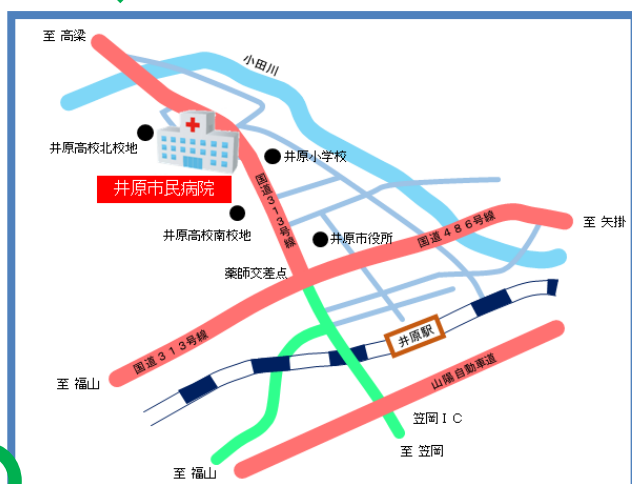 至 高梁
小田川
井原高校北校地
井原小学校
井原市民病院
国道313号線
井原高校南校地
井原市役所
国道486号線
至 矢掛
薬師交差点
井原駅
国道313号線
至 福山
山陽自動車道
笠岡IC
至 笠岡
至 福山